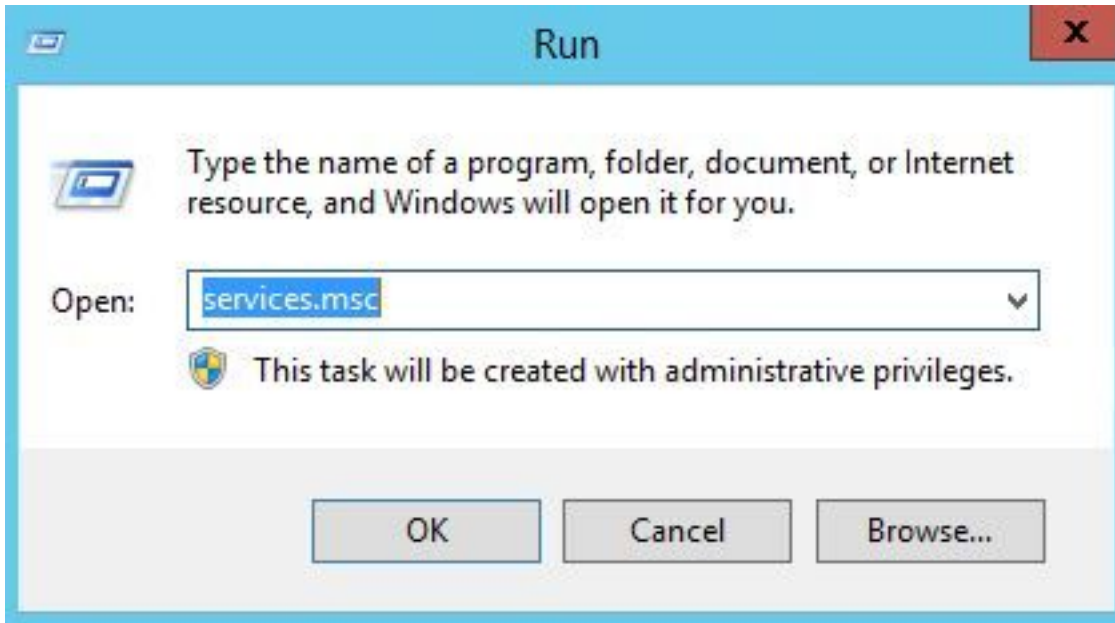 Run
x
Type the name of a program, folder, document, or Internet
resource, and Windows will open it for you.
Open: services.msc
This task will be created with administrative privileges.
OK Cancel Browse...